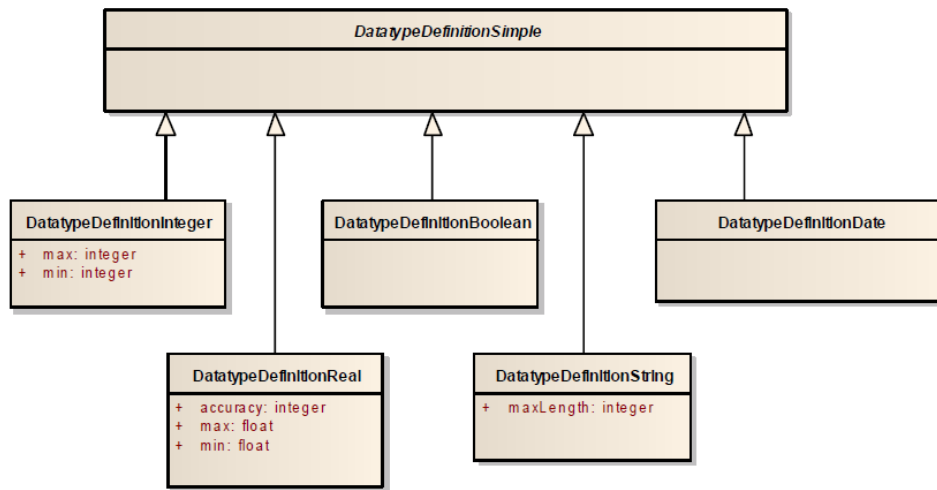 DatatypeDefinitionSimple
DatatypeDefinitionInteger
+ max: integer
+ min: integer
DatatypeDefinitionBoolean
DatatypeDefinitionDate
DatatypeDefinitionReal
+ accuracy: integer
+ max: float
+ min: float
DatatypeDefinitionString
+ maxLength: integer